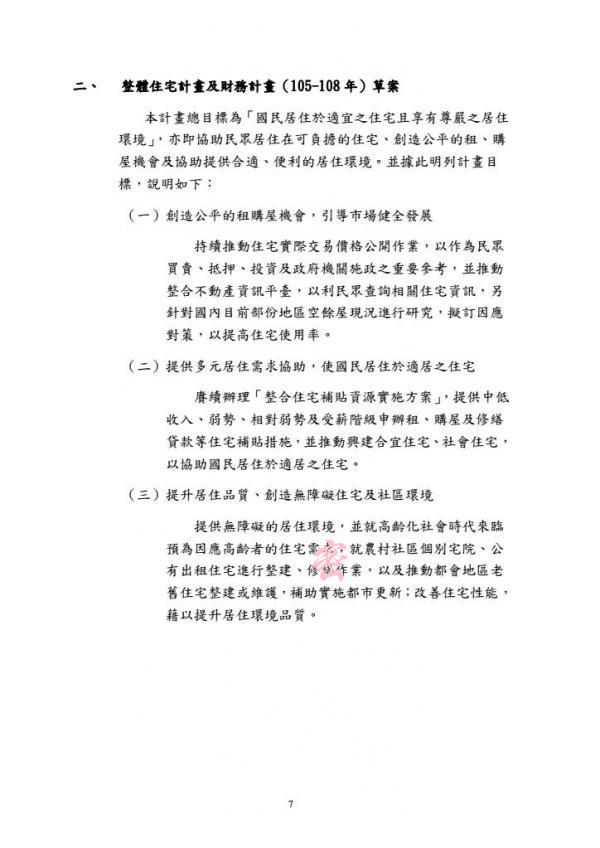 二、 整體住宅計畫及財務計畫（105-108 年）草案
本計畫總目標為「國民居住於適宜之住宅且享有尊嚴之居住
環境」，亦即協助民眾居住在可負擔的住宅、創造公平的租、購
屋機會及協助提供合適、便利的居住環境。並據此明列計畫目
標，說明如下：
（一）創造公平的租購屋機會，引導市場健全發展
持續推動住宅實際交易價格公開作業，以作為民眾
買賣、抵押、投資及政府機關施政之重要參考，並推動
整合不動產資訊平臺，以利民眾查詢相關住宅資訊，另
針對國內目前部份地區空餘屋現況進行研究，擬訂因應
對策，以提高住宅使用率。
（二）提供多元居住需求協助，使國民居住於適居之住宅
賡續辦理「整合住宅補貼資源實施方案」，提供中低
收入、弱勢、相對弱勢及受薪階級申辦租、購屋及修繕
貸款等住宅補貼措施，並推動興建合宜住宅、社會住宅，
以協助國民居住於適居之住宅。
（三）提升居住品質、創造無障礙住宅及社區環境
提供無障礙的居住環境，並就高齡化社會時代來臨
預為因應高齡者的住宅需求；就農村社區個別宅院、公
有出租住宅進行整建、修繕作業，以及推動都會地區老
舊住宅整建或維護，補助實施都市更新；改善住宅性能，
藉以提升居住環境品質。
7